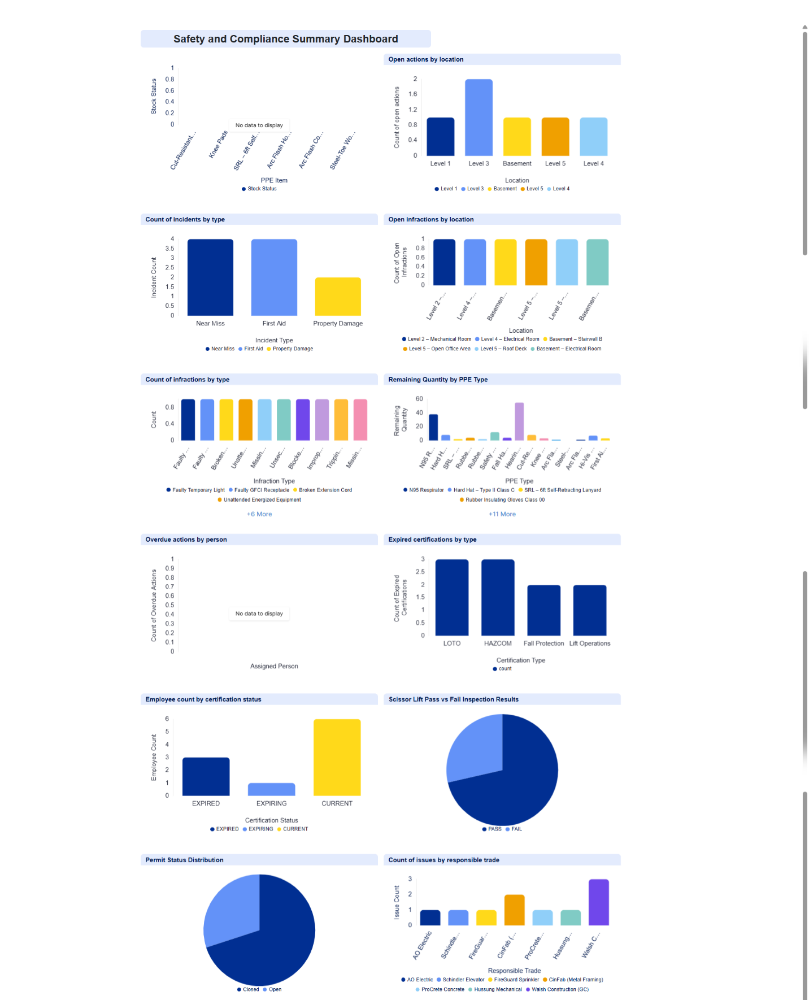 Safety and Compliance Summary Dashboard
Stock Status
1
0.8
0.6
0.4
0.2
0
No data to display
Cut-Resistant...
Knee Pads
SRL – 6ft Self...
Arc Flash Ho...
Arc Flash Co...
Steel-Toe Wo...
PPE Item
Stock Status
Open actions by location
Count of open actions
2
1.6
1.2
0.8
0.4
0
Level 1 Level 3 Basement Level 5 Level 4
Location
Level 1 Level 3 Basement Level 5 Level 4
Count of incidents by type
Incident Count
4
3.5
3
2.5
2
1.5
1
0.5
0
Near Miss First Aid Property Damage
Incident Type
Near Miss First Aid Property Damage
Open infractions by location
Count of Open
Infractions
1
0.8
0.6
0.4
0.2
0
Level 2 –...
Level 4 –...
Basemen...
Level 5 –...
Level 5 –...
Basemen...
Location
Level 2 – Mechanical Room Level 4 – Electrical Room Basement – Stairwell B
Level 5 – Open Office Area Level 5 – Roof Deck Basement – Electrical Room
Count of infractions by type
Count
0.8
0.4
0
Faulty ...
Faulty ...
Broken...
Unatte...
Missin...
Unsec...
Blocke...
Improp...
Trippin...
Missin...
Infraction Type
Faulty Temporary Light Faulty GFCI Receptacle Broken Extension Cord
Unattended Energized Equipment
+6 More
Remaining Quantity by PPE Type
Remaining
Quantity
60
40
20
0
N95 R...
Hard H...
SRL – ...
Rubbe...
Rubbe...
Safety ...
Fall Ha...
Hearin...
Cut-Re...
Knee ...
Arc Fla...
Steel-...
Arc Fla...
Hi-Vis ...
First Ai...
PPE Type
N95 Respirator Hard Hat – Type II Class C SRL – 6ft Self-Retracting Lanyard
Rubber Insulating Gloves Class 00
+11 More
Overdue actions by person
Count of Overdue Actions
1
0.9
0.8
0.7
0.6
0.5
0.4
0.3
0.2
0.1
0
No data to display
Assigned Person
Expired certifications by type
Count of Expired
Certifications
3
2.5
2
1.5
1
0.5
0
LOTO HAZCOM Fall Protection Lift Operations
Certification Type
count
Employee count by certification status
Employee Count
6
5
4
3
2
1
0
EXPIRED EXPIRING CURRENT
Certification Status
EXPIRED EXPIRING CURRENT
Scissor Lift Pass vs Fail Inspection Results
PASS FAIL
Permit Status Distribution
Closed Open
Count of issues by responsible trade
Issue Count
3
2
1
0
AO Electric
Schindle...
FireGuar...
CinFab (...
ProCrete...
Hussung...
Walsh C...
Responsible Trade
AO Electric Schindler Elevator FireGuard Sprinkler CinFab (Metal Framing)
ProCrete Concrete Hussung Mechanical Walsh Construction (GC)